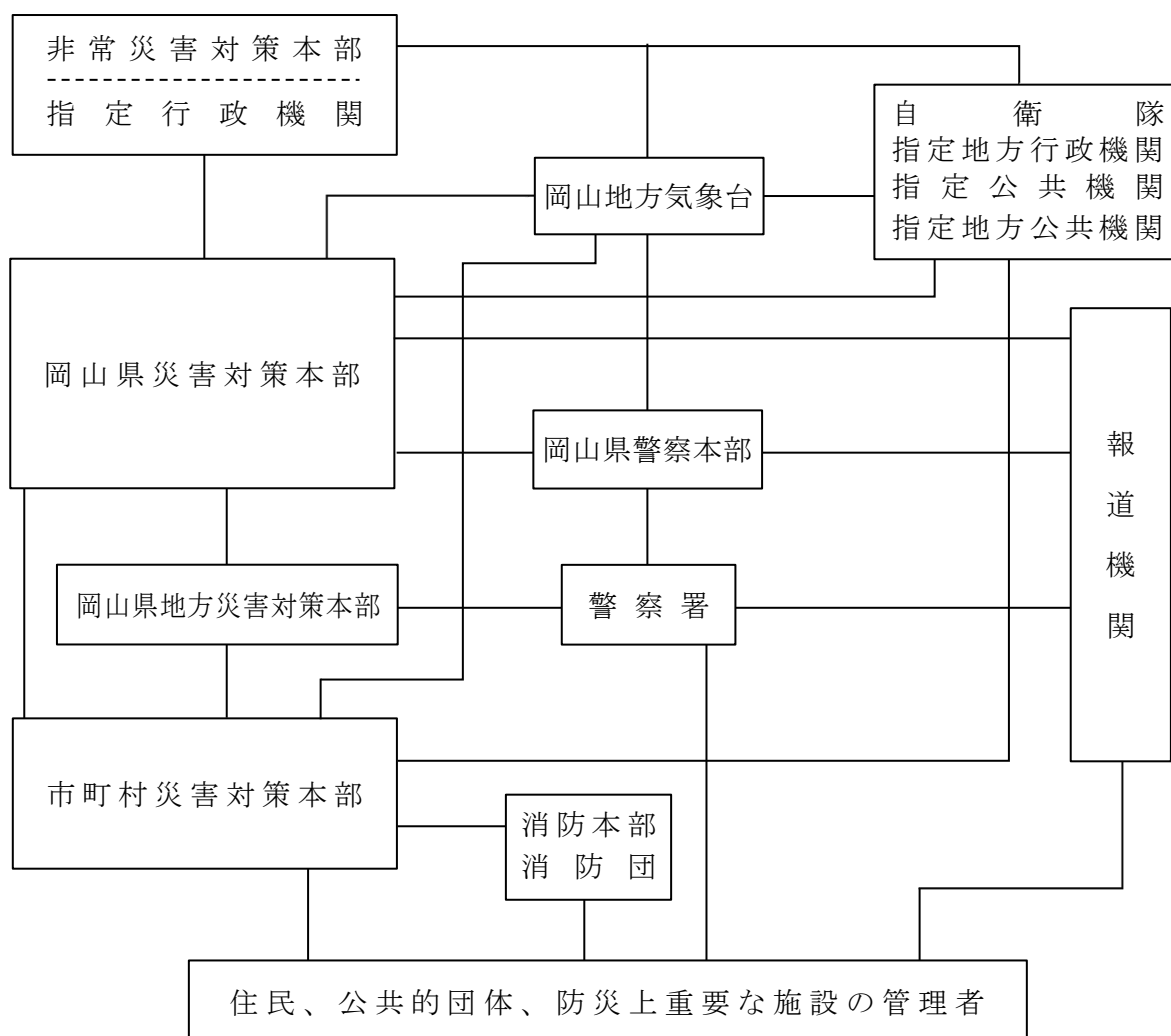 非常災害対策本部
指定行政機関
自衛隊
指定地方行政機関
指定公共機関
指定地方公共機関
岡山地方気象台
岡山県災害対策本部
報道機関
岡山県警察本部
岡山県地方災害対策本部
警察署
市町村災害対策本部
消防本部
消防団
住民、公共的団体、防災上重要な施設の管理者